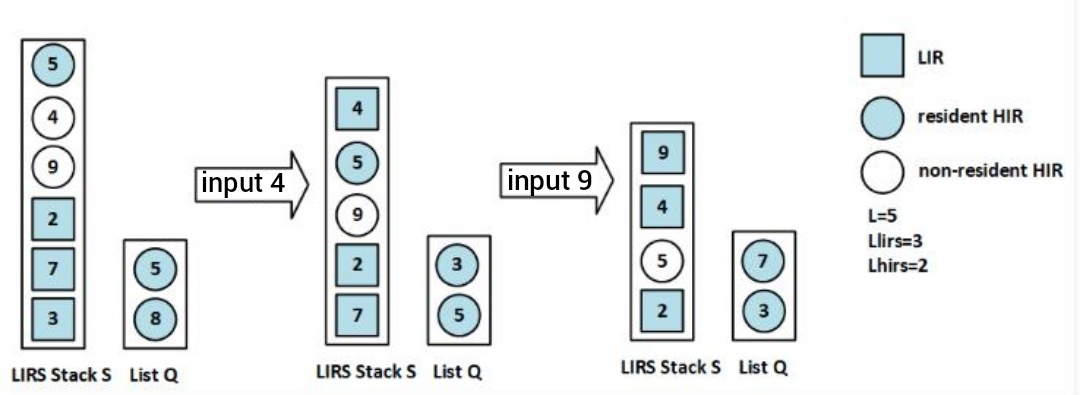 5
4
9
2
7
3
5
8
LIRS Stack S
List Q
input 4
4
5
9
2
7
3
5
LIRS Stack S
List Q
input 9
9
4
5
2
7
3
LIRS Stack S
List Q
LIR
resident HIR
non-resident HIR
L=5
Llirs=3
Lhirs=2